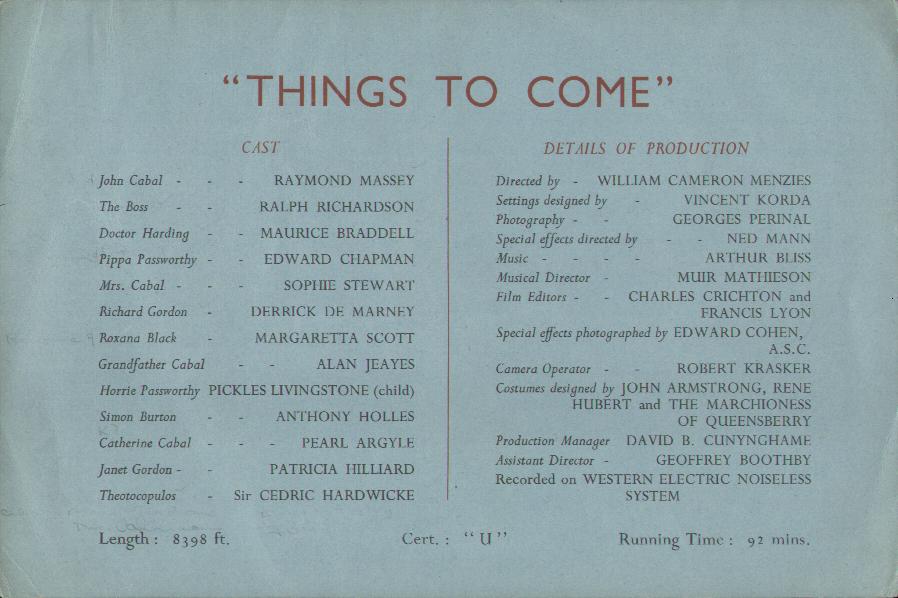 “THINGS TO COME”
CAST
John Cabal - - - RAYMOND MASSEY
The Boss - - RALPH RICHARDSON
Doctor Harding - - MAURICE BRADDELL
Pippa Passworthy - - EDWARD CHAPMAN
Mrs. Cabal - - - SOPHIE STEWART
Richard Gordon - DERRICK DE MARNEY
Roxana Black - MARGARETTA SCOTT
Grandfather Cabal - - ALAN JEAYES
Horrie Passworthy PICKLES LIVINGSTONE (child)
Simon Burton - - ANTHONY HOLLES
Catherine Cabal - - - PEARL ARGYLE
Janet Gordon - - PATRICIA HILLIARD
Theotocopulos - Sir CEDRIC HARDWICKE
DETAILS OF PRODUCTION
Directed by - WILLIAM CAMERON MENZIES
Settings designed by - VINCENT KORDA
Photography - - GEORGES PERINAL
Special effects directed by - - NED MANN
Music - - - - ARTHUR BLISS
Musical Director - MUIR MATHIESON
Film Editors - - CHARLES CRICHTON and
FRANCIS LYON
Special effects photographed by EDWARD COHEN,
A.S.C.
Camera Operator - - ROBERT KRASKER
Costumes designed by JOHN ARMSTRONG, RENE
HUBERT and THE MARCHIONESS
OF QUEENSBERRY
Production Manager DAVID B. CUNYNGHAME
Assistant Director - GEOFFREY BOOTHBY
Recorded on WESTERN ELECTRIC NOISELESS
SYSTEM
Length : 8398 ft. Cert. : “U” Running Time : 92 mins.